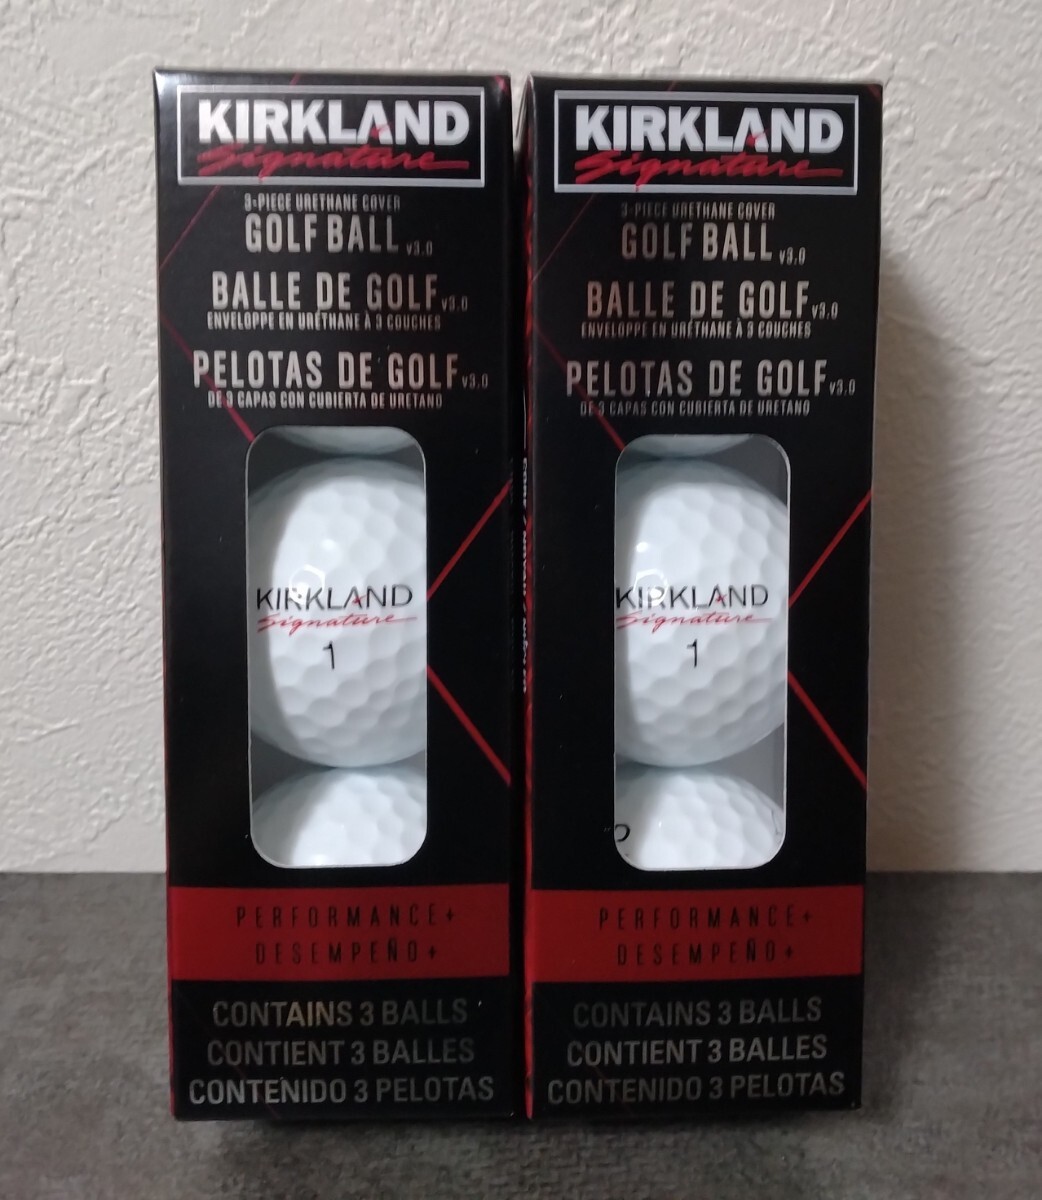 KIRKLAND
Signature
3-PIECE URETHANE COVER
GOLF BALL v3.0
BALLE DE GOLF v3.0
ENVELOPPE EN URÉTHANE À 3 COUCHES
PELOTAS DE GOLF v3.0
DE 3 CAPAS CON CUBIERTA DE URETANO
KIRKLAND
Signature
1
PERFORMANCE+
DESEMPEÑO+
CONTAINS 3 BALLS
CONTIENT 3 BALLES
CONTENIDO 3 PELOTAS
KIRKLAND
Signature
3-PIECE URETHANE COVER
GOLF BALL v3.0
BALLE DE GOLF v3.0
ENVELOPPE EN URÉTHANE À 3 COUCHES
PELOTAS DE GOLF v3.0
DE 3 CAPAS CON CUBIERTA DE URETANO
KIRKLAND
Signature
1
PERFORMANCE+
DESEMPEÑO+
CONTAINS 3 BALLS
CONTIENT 3 BALLES
CONTENIDO 3 PELOTAS